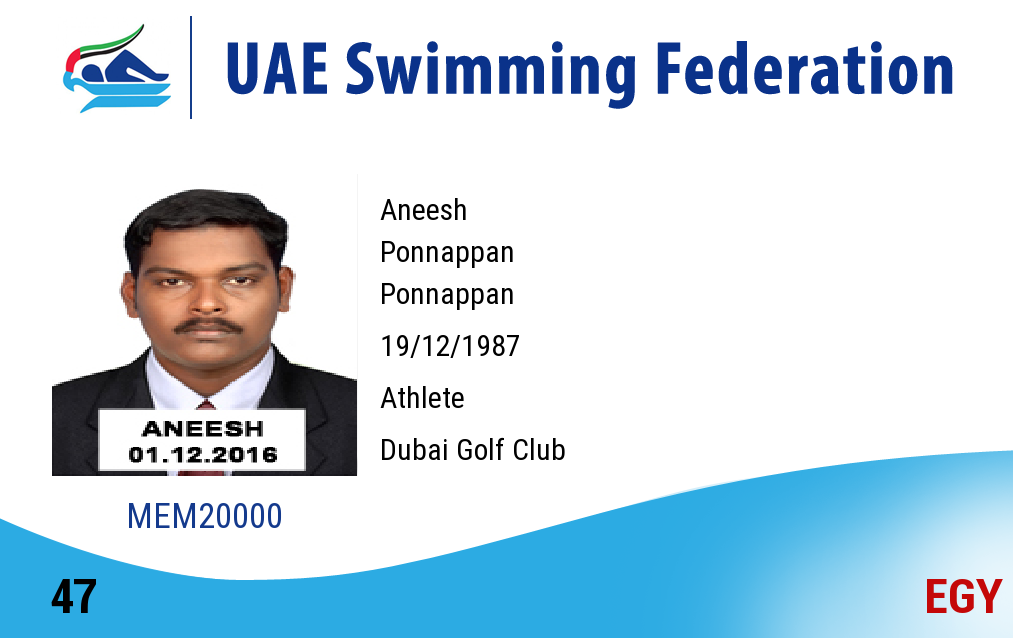 UAE Swimming Federation
Aneesh
Ponnappan
Ponnappan
19/12/1987
Athlete
Dubai Golf Club
ANEESH
01.12.2016
MEM20000
47
EGY